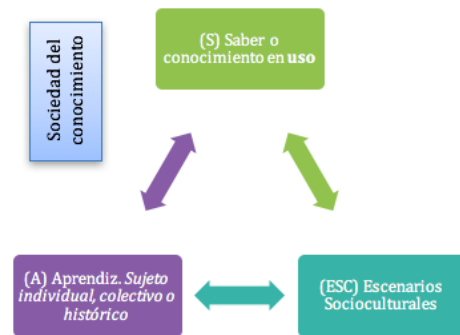 Sociedad del
conocimiento
(S) Saber o
conocimiento en uso
(A) Aprendiz. Sujeto
individual, colectivo o
histórico
(ESC) Escenarios
Socioculturales